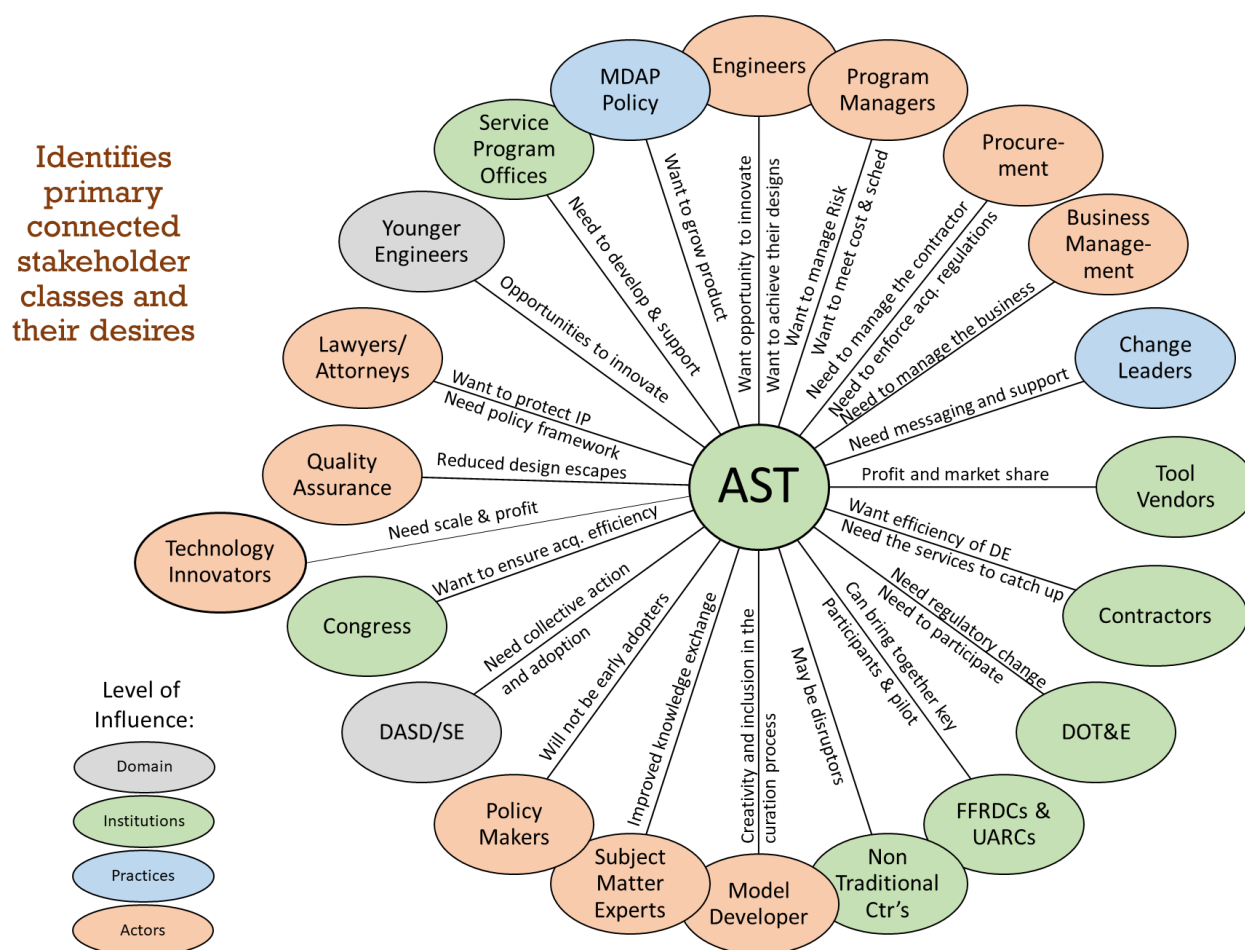 Identifies
primary
connected
stakeholder
classes and
their desires
Engineers
MDAP
Policy
Program
Managers
Service
Program
Offices
Procure-
ment
Business
Manage-
ment
Younger
Engineers
Change
Leaders
Lawyers/
Attorneys
Quality
Assurance
Tool
Vendors
Technology
Innovators
Contractors
Congress
DASD/SE
DOT&E
Policy
Makers
FFRDCs &
UARCs
Subject
Matter
Experts
Model
Developer
Non
Traditional
Ctr's
AST
Want opportunity to innovate
Want to achieve their designs
Want to manage Risk
Want to meet cost & sched
Need to manage the contractor
Need to enforce acq. regulations
Need to manage the business
Need messaging and support
Profit and market share
Want efficiency of DE
Need the services to catch up
Need regulatory change
Need to participate
Can bring together key
Participants & pilot
May be disruptors
Creativity and inclusion in the
curation process
Improved knowledge exchange
Will not be early adopters
Need collective action
and adoption
Want to ensure acq. efficiency
Need scale & profit
Reduced design escapes
Want to protect IP
Need policy framework
Opportunities to innovate
Need to develop & support
Want to grow product
Level of
Influence:
Domain
Institutions
Practices
Actors